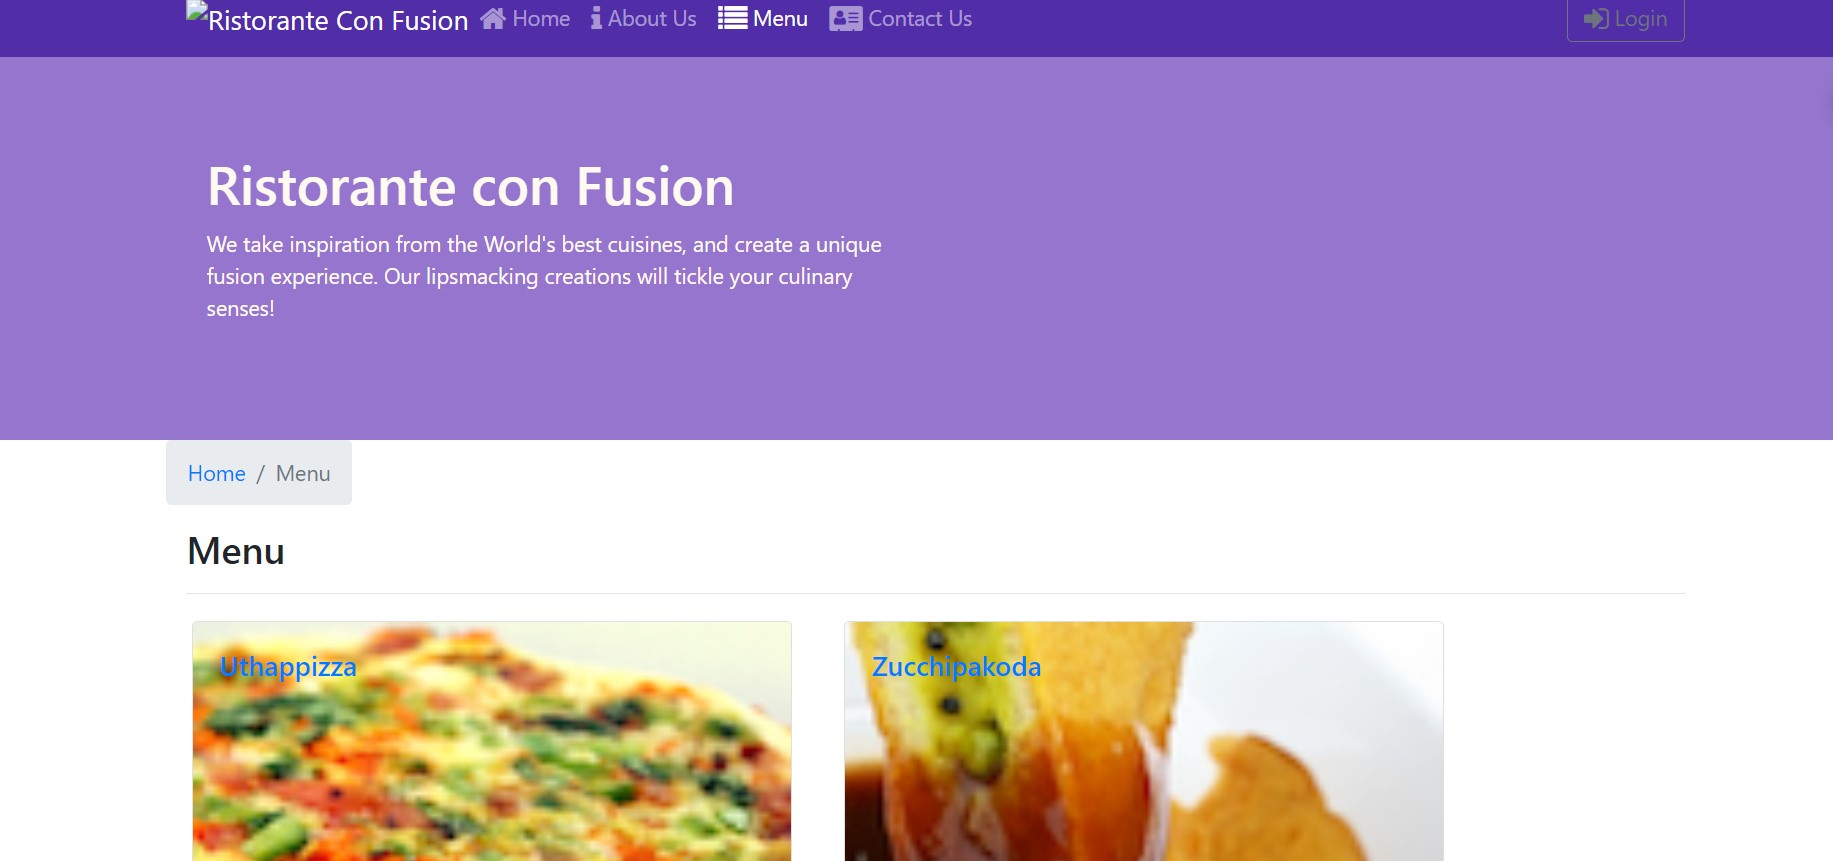 Ristorante Con Fusion Home About Us Menu Contact Us Login
Ristorante con Fusion
We take inspiration from the World's best cuisines, and create a unique
fusion experience. Our lipsmacking creations will tickle your culinary
senses!
Home / Menu
Menu
Uthappizza
Zucchipakoda